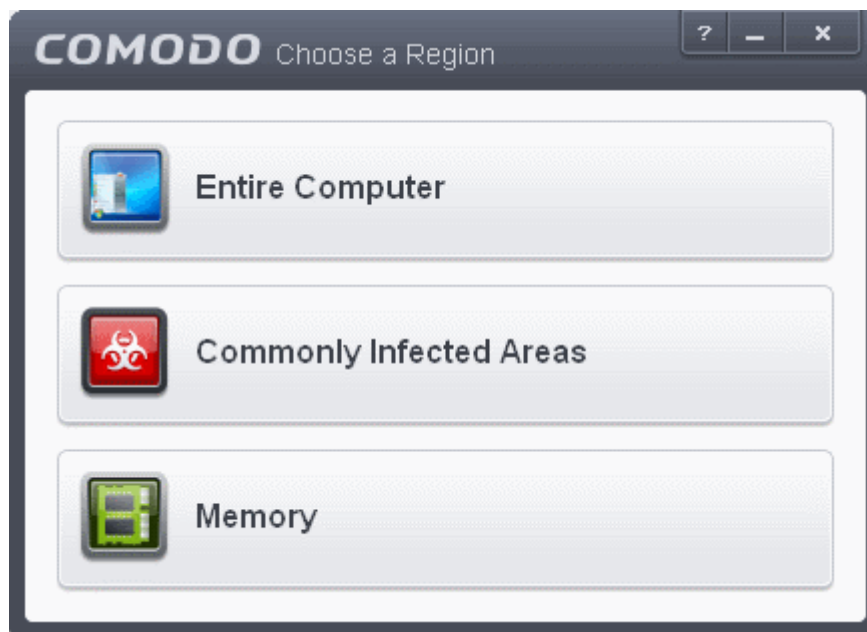 COMODO Choose a Region
?
Entire Computer
Commonly Infected Areas
Memory